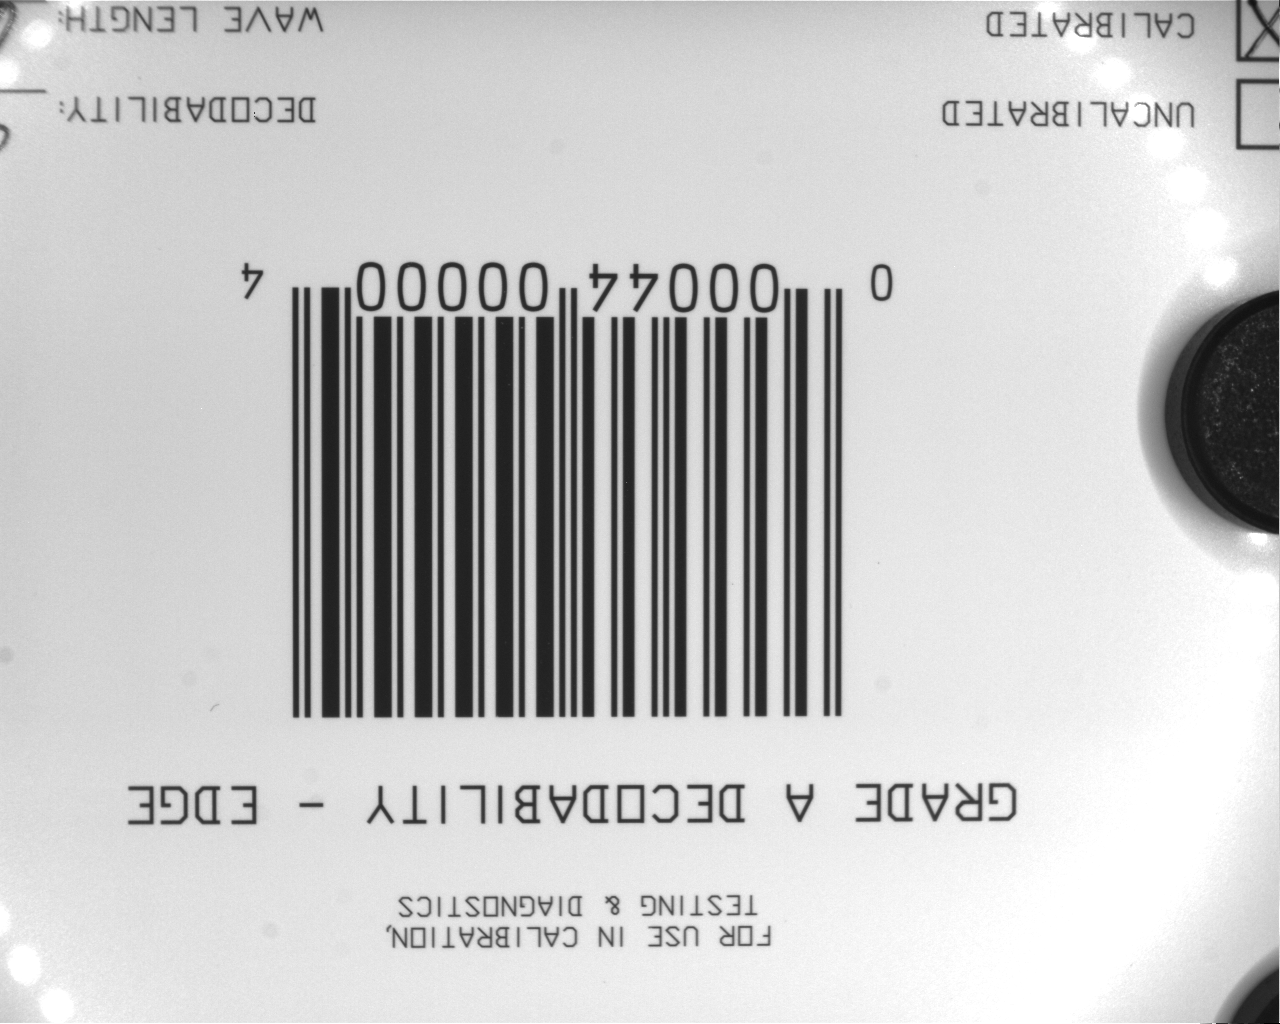 FOR USE IN CALIBRATION,
TESTING & DIAGNOSTICS
GRADE A DECODABILITY - EDGE
0 00044 00000 4
UNCALIBRATED DECODABILITY:
CALIBRATED WAVE LENGTH: